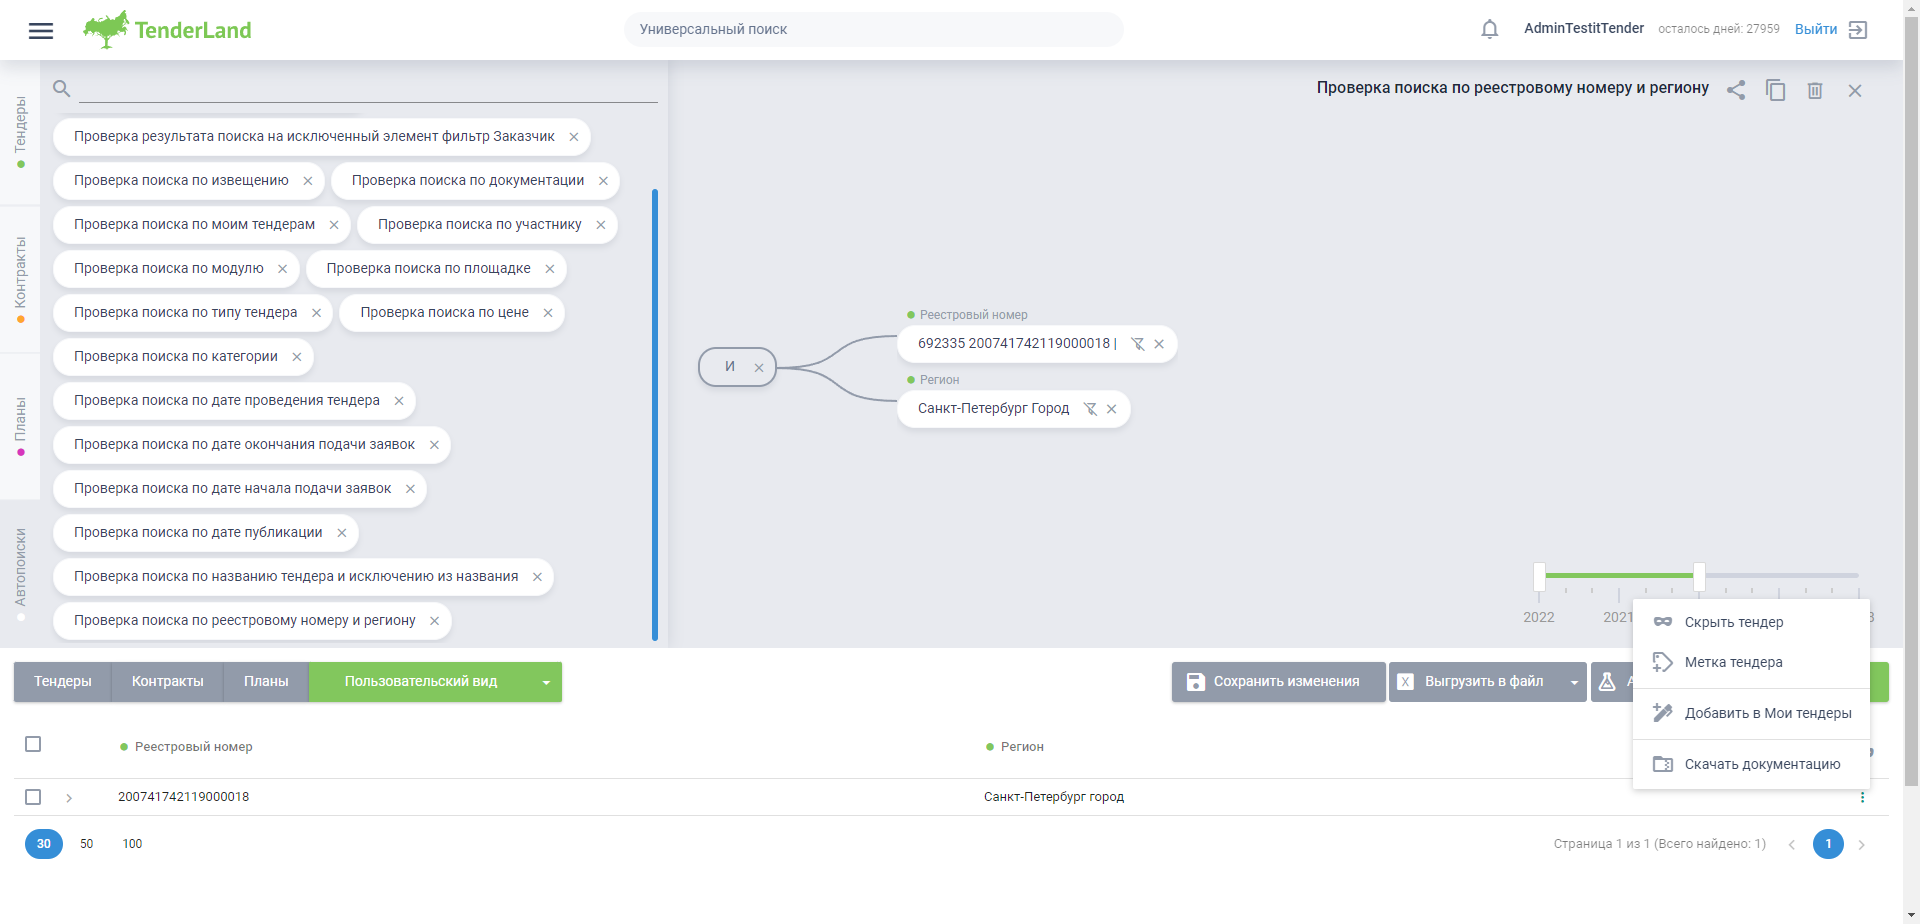 TenderLand
Универсальный поиск
AdminTestitTender
осталось дней: 27959
Выйти
Тендеры
Контракты
Планы
Автопоиски
Проверка результата поиска на исключенный элемент фильтр Заказчик
Проверка поиска по извещению
Проверка поиска по документации
Проверка поиска по моим тендерам
Проверка поиска по участнику
Проверка поиска по модулю
Проверка поиска по площадке
Проверка поиска по типу тендера
Проверка поиска по цене
Проверка поиска по категории
Проверка поиска по дате проведения тендера
Проверка поиска по дате окончания подачи заявок
Проверка поиска по дате начала подачи заявок
Проверка поиска по дате публикации
Проверка поиска по названию тендера и исключению из названия
Проверка поиска по реестровому номеру и региону
Проверка поиска по реестровому номеру и региону
И
Реестровый номер
692335 200741742119000018 |
Регион
Санкт-Петербург Город
2022
2021
Скрыть тендер
Метка тендера
Добавить в Мои тендеры
Скачать документацию
Тендеры
Контракты
Планы
Пользовательский вид
Сохранить изменения
X Выгрузить в файл
Реестровый номер
Регион
200741742119000018
Санкт-Петербург город
30 50 100
Страница 1 из 1 (Всего найдено: 1)
1